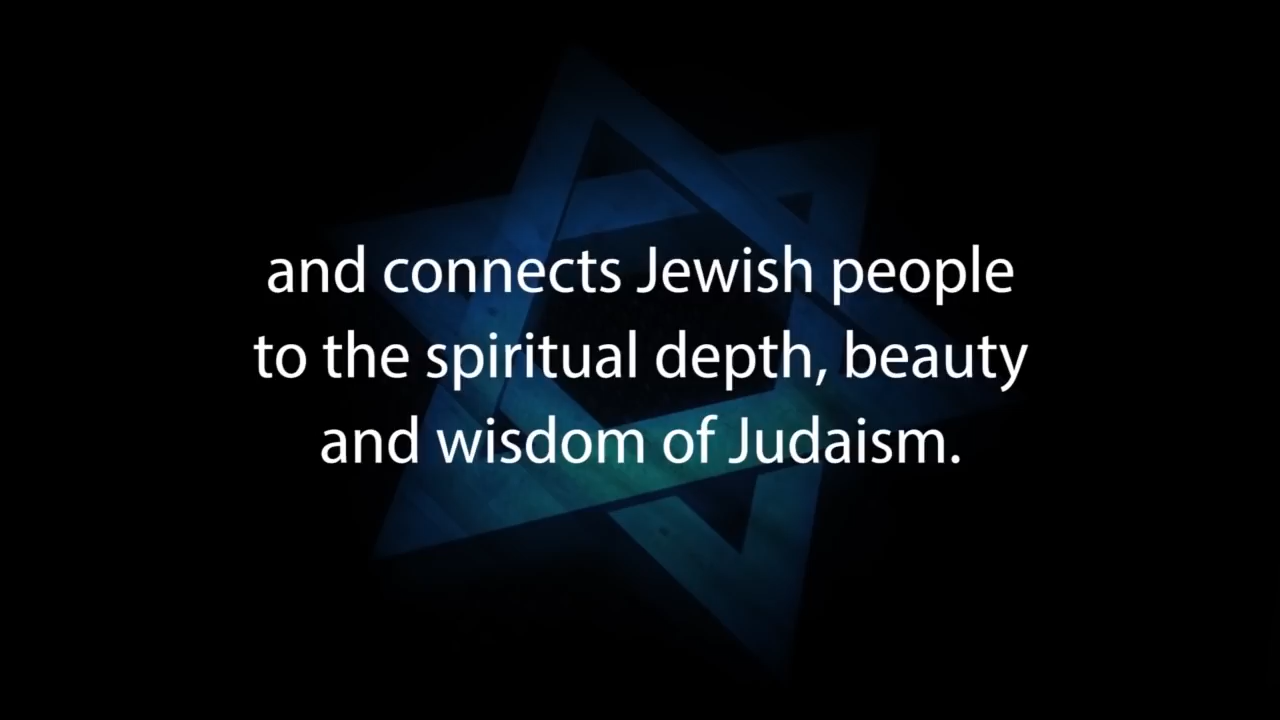 and connects Jewish people
to the spiritual depth, beauty
and wisdom of Judaism.